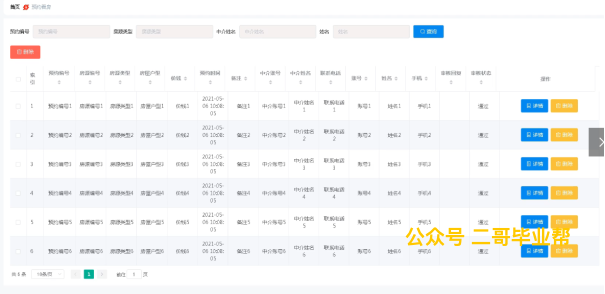 首页 预约看房
预约编号 预约编号 房源类型 房源类型 中介姓名 中介姓名 姓名 姓名 查询
删除
索引 预约编号 房源编号 房源类型 房屋户型 价格 预约时间 备注 中介账号 中介姓名 联系电话 账号 姓名 手机 审核回复 审核状态 操作
1 预约编号1 房源编号1 房源类型1 房屋户型1 价格1 2021-05-06 10:08:05 备注1 中介账号1 中介姓名1 联系电话1 账号1 姓名1 手机1 通过 详情 删除
2 预约编号2 房源编号2 房源类型2 房屋户型2 价格2 2021-05-06 10:08:05 备注2 中介账号2 中介姓名2 联系电话2 账号2 姓名2 手机2 通过 详情 删除
3 预约编号3 房源编号3 房源类型3 房屋户型3 价格3 2021-05-06 10:08:05 备注3 中介账号3 中介姓名3 联系电话3 账号3 姓名3 手机3 通过 详情 删除
4 预约编号4 房源编号4 房源类型4 房屋户型4 价格4 2021-05-06 10:08:05 备注4 中介账号4 中介姓名4 联系电话4 账号4 姓名4 手机4 通过 详情 删除
5 预约编号5 房源编号5 房源类型5 房屋户型5 价格5 2021-05-06 10:08:05 备注5 中介账号5 中介姓名5 联系电话5 账号5 姓名5 手机5 通过 详情 删除
6 预约编号6 房源编号6 房源类型6 房屋户型6 价格6 2021-05-06 10:08:05 备注6 中介账号6 中介姓名6 联系电话6 账号6 姓名6 手机6 通过 详情 删除
公众号 二哥毕业帮
共 6 条 10条/页 1 前往 1 页